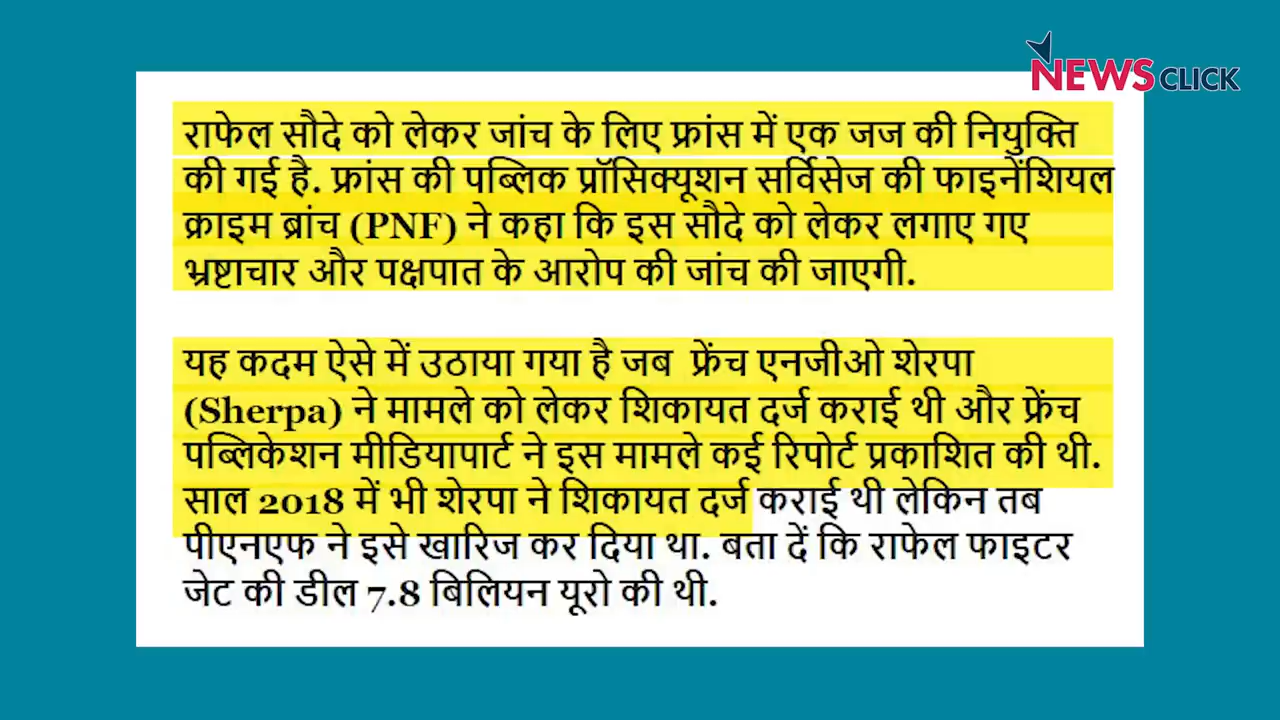 NEWSCLICK
राफेल सौदे को लेकर जांच के लिए फ्रांस में एक जज की नियुक्ति
की गई है. फ्रांस की पब्लिक प्रॉसिक्यूशन सर्विसेज की फाइनेंशियल
क्राइम ब्रांच (PNF) ने कहा कि इस सौदे को लेकर लगाए गए
भ्रष्टाचार और पक्षपात के आरोप की जांच की जाएगी.
यह कदम ऐसे में उठाया गया है जब फ्रेंच एनजीओ शेरपा
(Sherpa) ने मामले को लेकर शिकायत दर्ज कराई थी और फ्रेंच
पब्लिकेशन मीडियापार्ट ने इस मामले कई रिपोर्ट प्रकाशित की थी.
साल 2018 में भी शेरपा ने शिकायत दर्ज कराई थी लेकिन तब
पीएनएफ ने इसे खारिज कर दिया था. बता दें कि राफेल फाइटर
जेट की डील 7.8 बिलियन यूरो की थी.